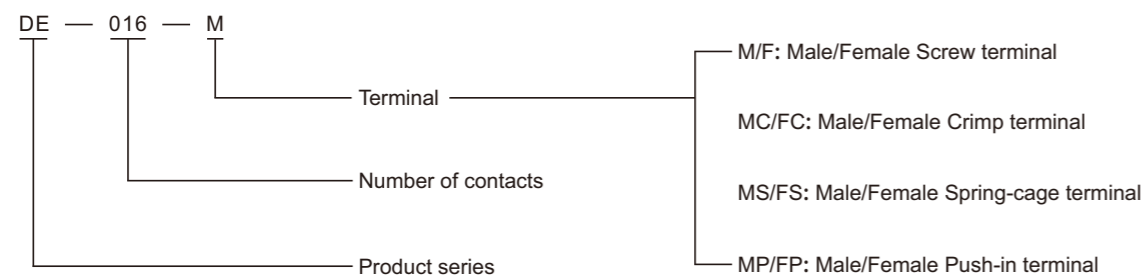 DE — 016 — M
M/F: Male/Female Screw terminal
Terminal
MC/FC: Male/Female Crimp terminal
Number of contacts
MS/FS: Male/Female Spring-cage terminal
Product series
MP/FP: Male/Female Push-in terminal